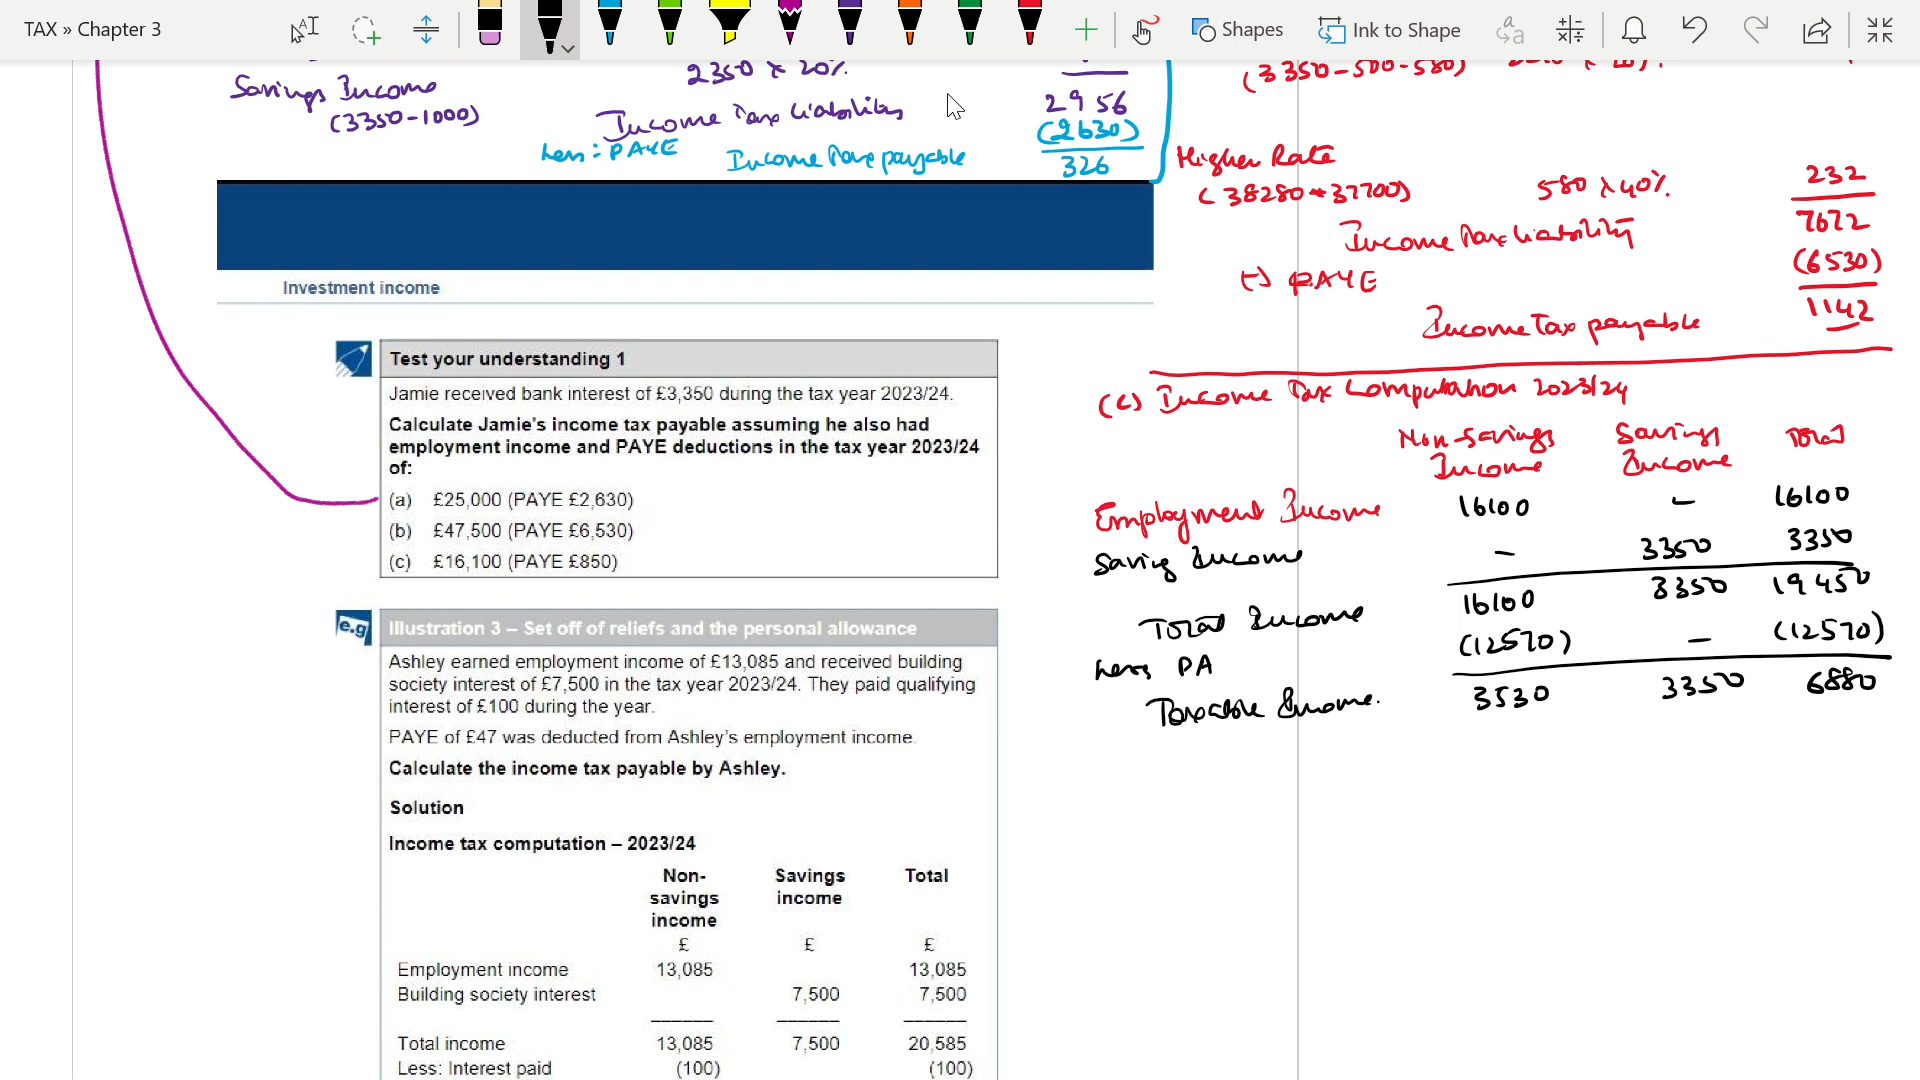 TAX » Chapter 3
Shapes
Ink to Shape
2350 x 20%
Savings Income
(3350-1000)
Income Tax Liabilities
2956
Less: PAYE
(2630)
Income Tax payable
326
(3350-500-580)
Higher Rate
(38280-37700)
580 x 40%
232
Income Tax liability
7672
(-) PAYE
(6530)
Income Tax payable
1142
Investment income
Test your understanding 1
Jamie received bank interest of £3,350 during the tax year 2023/24.
Calculate Jamie's income tax payable assuming he also had
employment income and PAYE deductions in the tax year 2023/24
of:
(a) £25,000 (PAYE £2,630)
(b) £47,500 (PAYE £6,530)
(c) £16,100 (PAYE £850)
(c) Income Tax Computation 2023/24
Non-Savings Income
Savings Income
Total
Employment Income 16100 - 16100
Saving Income - 3350 3350
Total Income 16100 3350 19450
Less PA (12570) - (12570)
Taxable Income. 3530 3350 6880
e.g
Illustration 3 – Set off of reliefs and the personal allowance
Ashley earned employment income of £13,085 and received building
society interest of £7,500 in the tax year 2023/24. They paid qualifying
interest of £100 during the year.
PAYE of £47 was deducted from Ashley's employment income.
Calculate the income tax payable by Ashley.
Solution
Income tax computation – 2023/24
Non-savings income
Savings income
Total
£ £ £
Employment income 13,085 13,085
Building society interest 7,500 7,500
Total income 13,085 7,500 20,585
Less: Interest paid (100) (100)